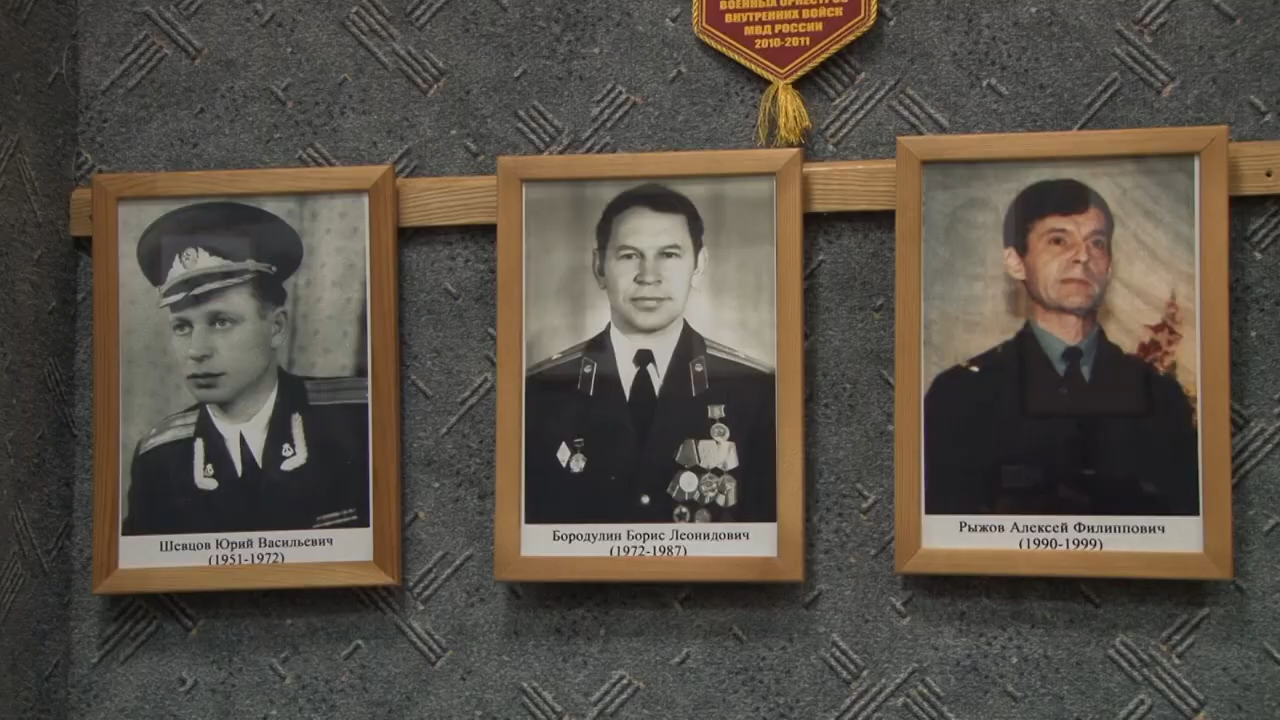 ВОЕННЫХ ОРКЕСТРОВ
ВНУТРЕННИХ ВОЙСК
МВД РОССИИ
2010-2011
Шевцов Юрий Васильевич
(1951-1972)
Бородулин Борис Леонидович
(1972-1987)
Рыжов Алексей Филиппович
(1990-1999)